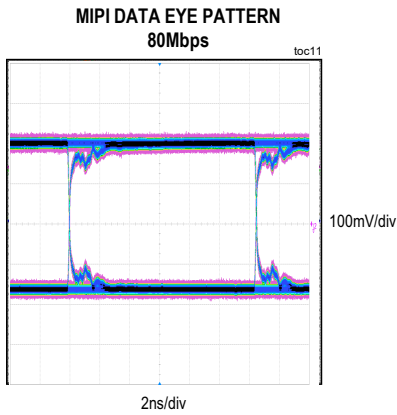 MIPI DATA EYE PATTERN
80Mbps
toc11
100mV/div
2ns/div